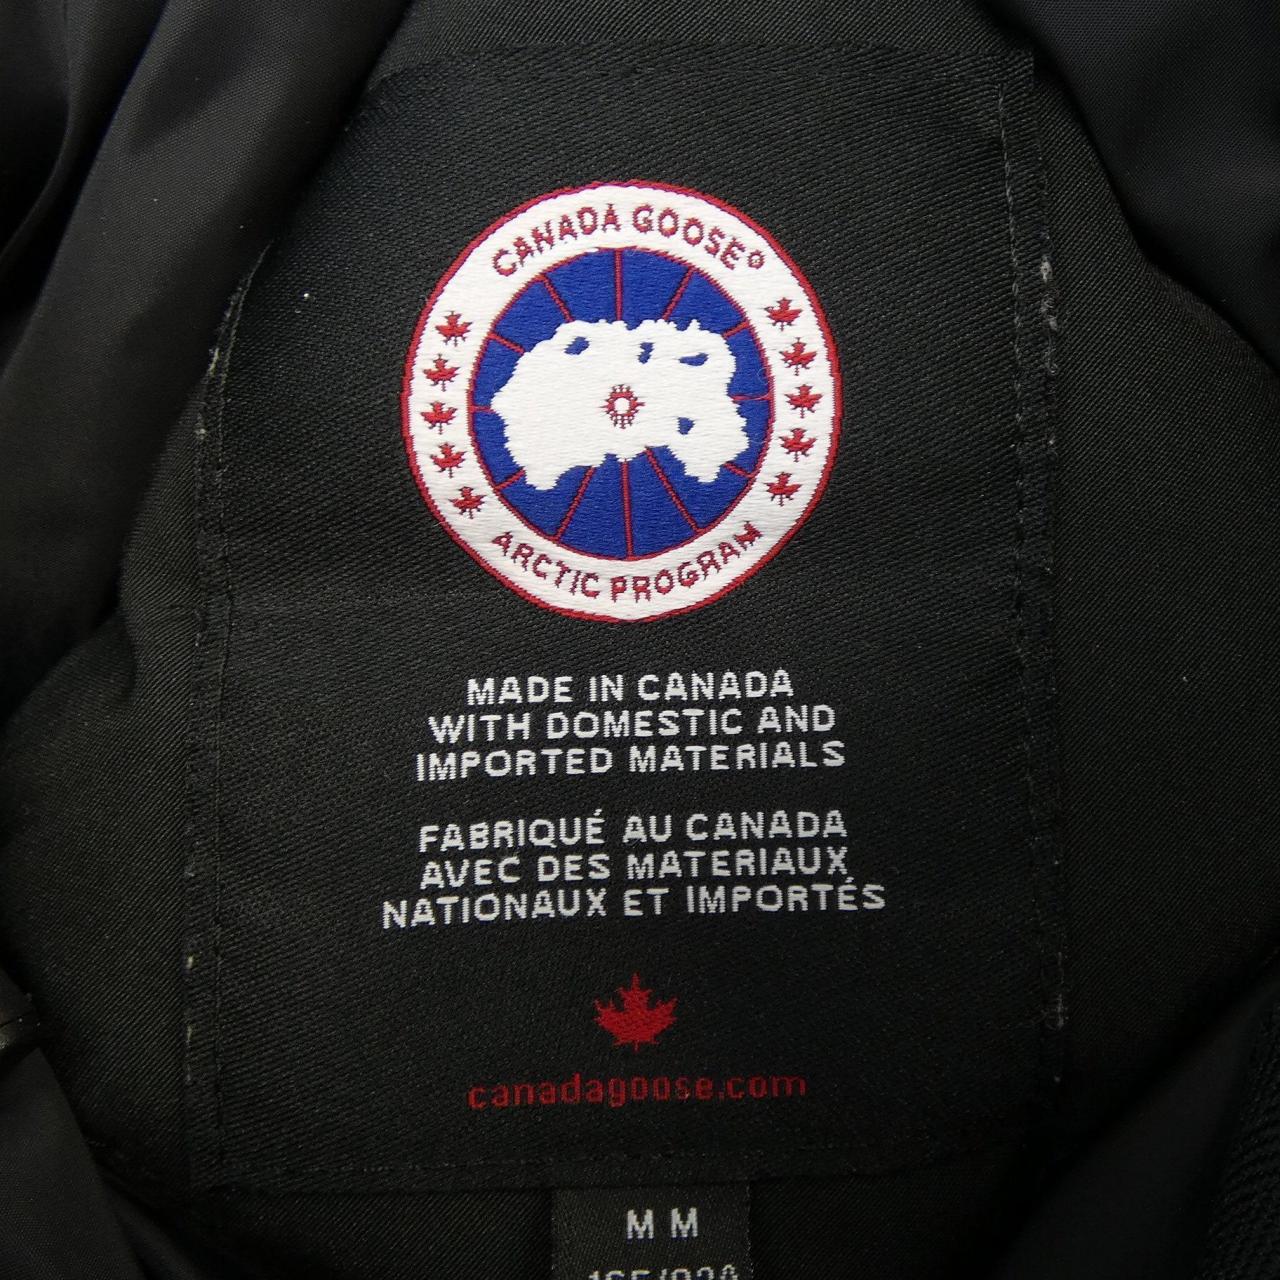 CANADA GOOSE®
ARCTIC PROGRAM
MADE IN CANADA
WITH DOMESTIC AND
IMPORTED MATERIALS
FABRIQUÉ AU CANADA
AVEC DES MATERIAUX
NATIONAUX ET IMPORTÉS
canadagoose.com
M M